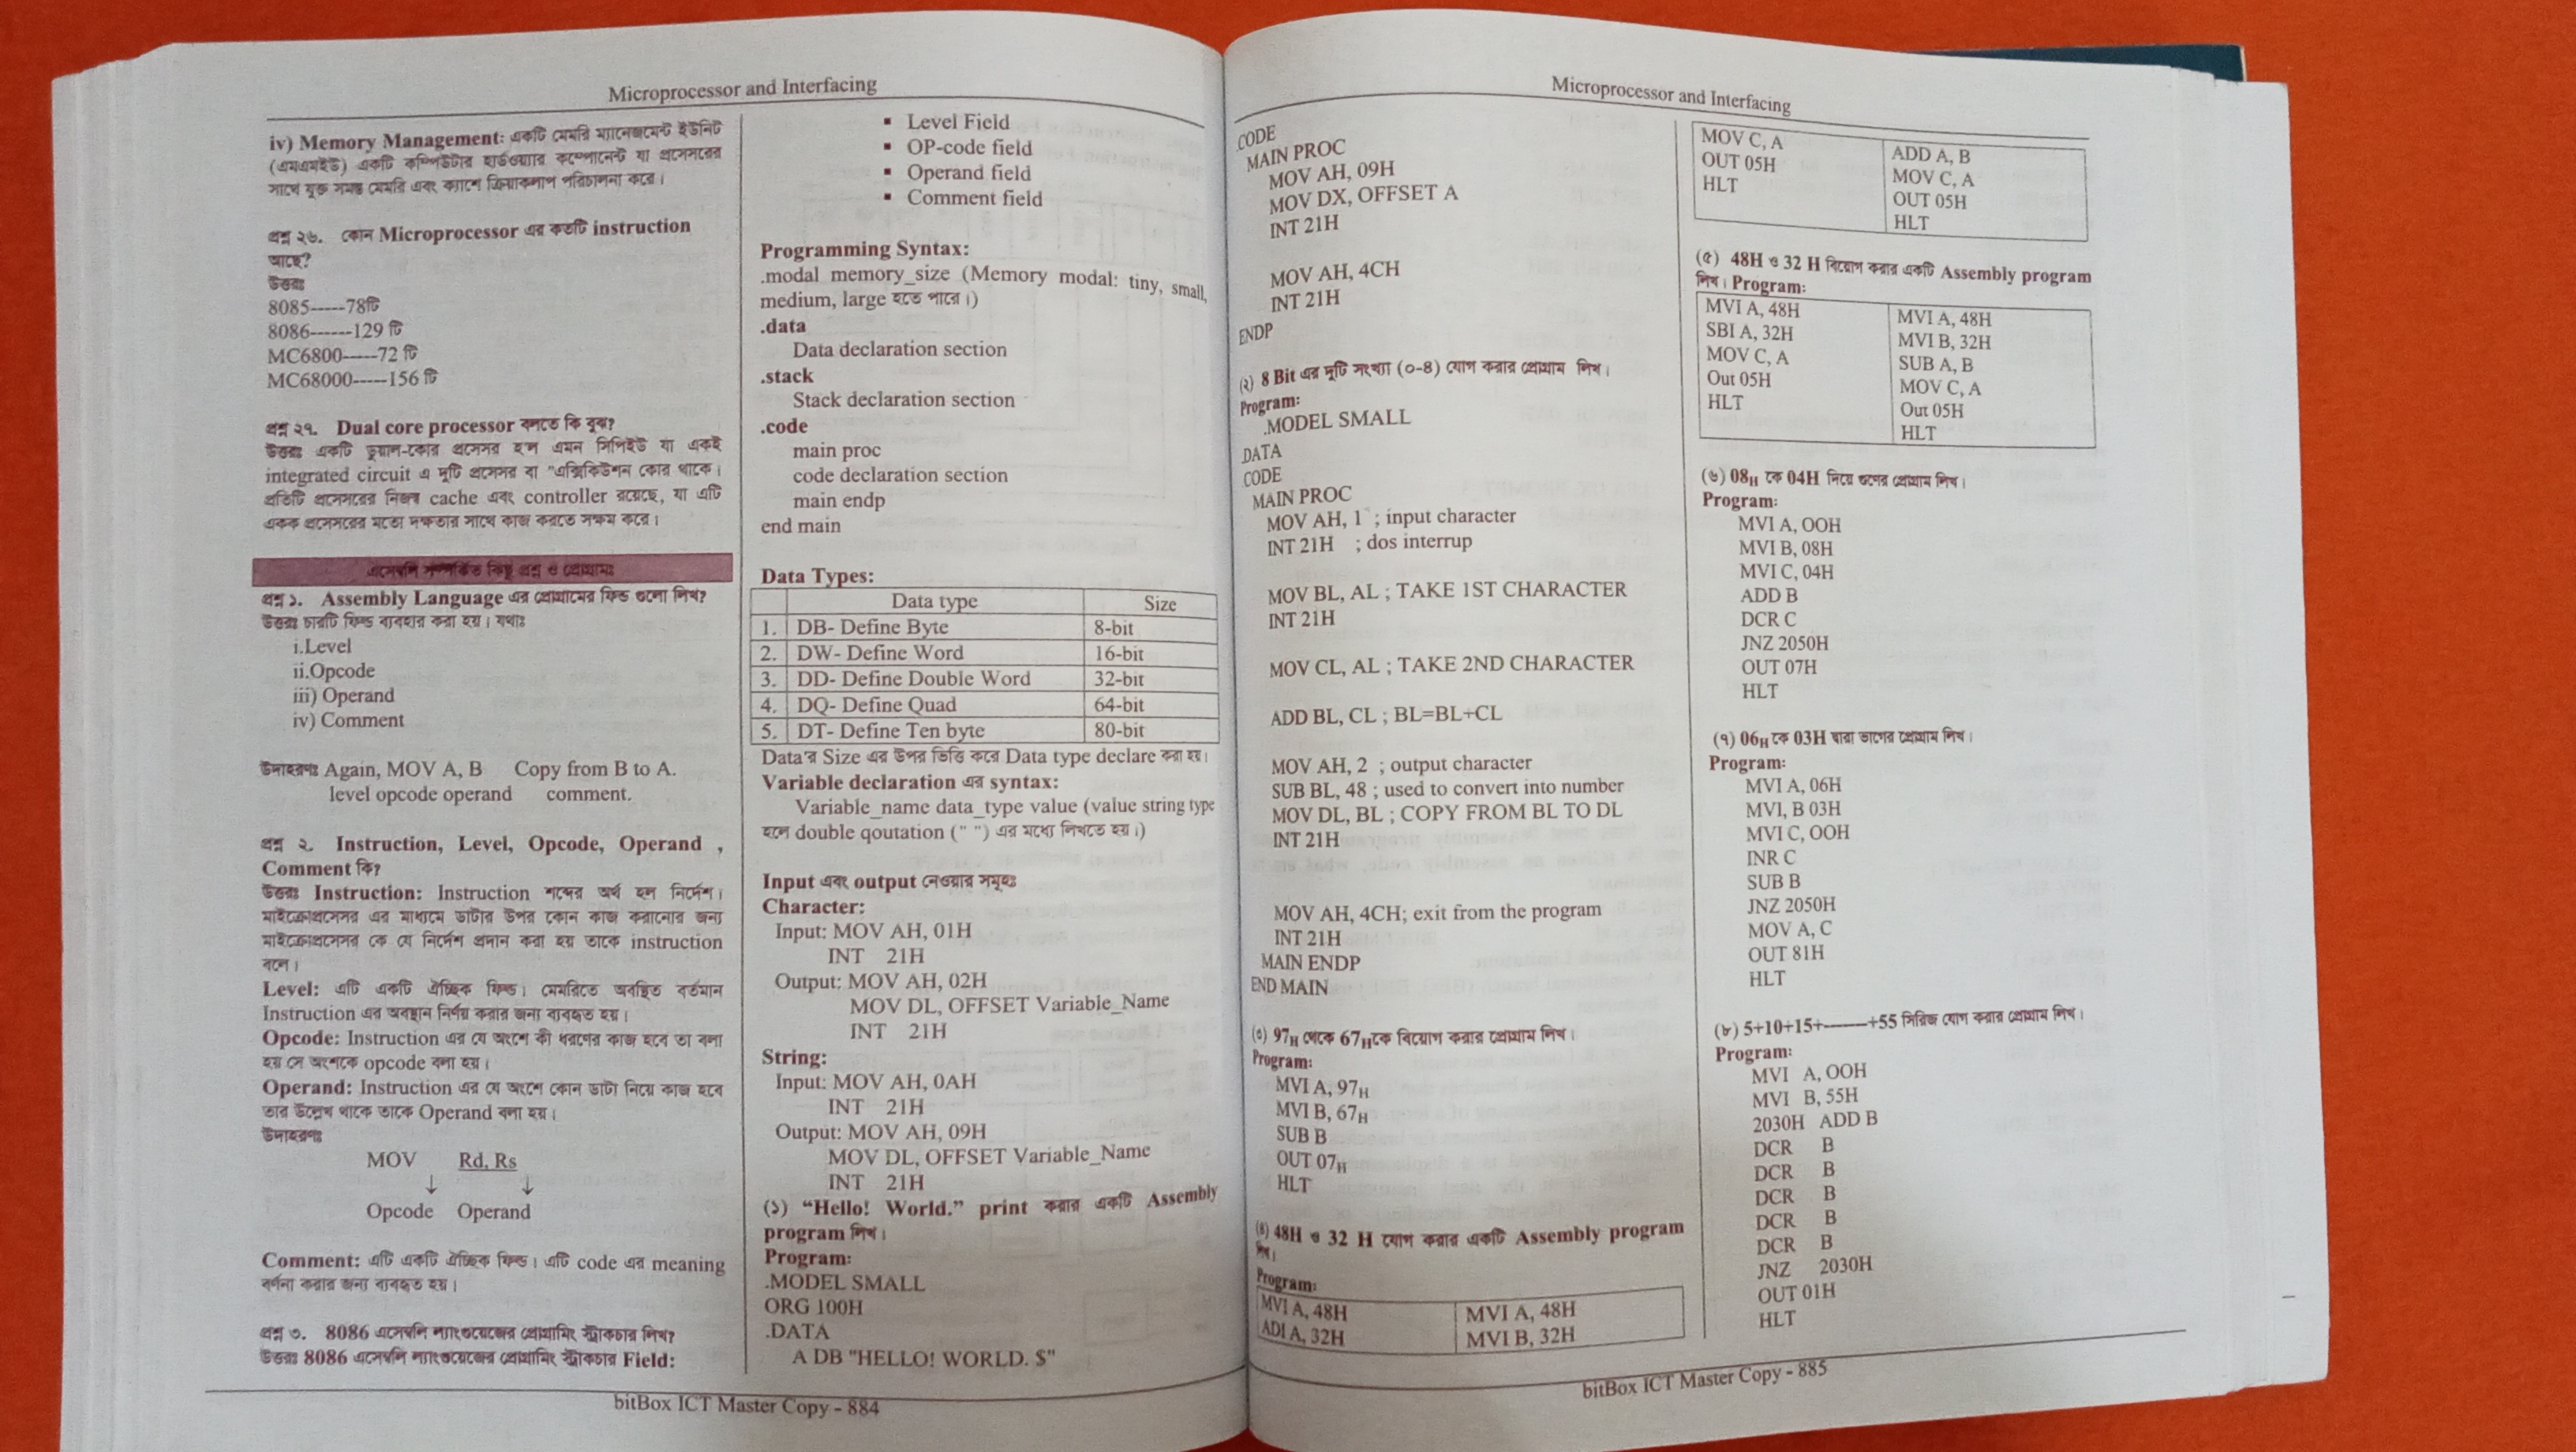 Microprocessor and Interfacing
iv) Memory Management: একটি মেমরি ম্যানেজমেন্ট ইউনিট
(এমএমইউ) একটি কম্পিউটার হার্ডওয়্যার কম্পোনেন্ট যা প্রসেসরের
সাথে যুক্ত সমস্ত মেমরি এবং ক্যাশে ক্রিয়াকলাপ পরিচালনা করে।
প্রশ্ন ২৬. কোন Microprocessor এর কতটি instruction
আছে?
উত্তরঃ
8085-----78টি
8086------129 টি
MC6800-----72 টি
MC68000-----156 টি
প্রশ্ন ২৭. Dual core processor বলতে কি বুঝ?
উত্তরঃ একটি ডুয়াল-কোর প্রসেসর হ'ল এমন সিপিইউ যা একই
integrated circuit এ দুটি প্রসেসর বা "এক্সিকিউশন কোর থাকে।
প্রতিটি প্রসেসরের নিজস্ব cache এবং controller রয়েছে, যা এটি
একক প্রসেসরের মতো দক্ষতার সাথে কাজ করতে সক্ষম করে।
এসেম্বলি সম্পর্কিত কিছু প্রশ্ন ও প্রোগ্রামঃ
প্রশ্ন ১. Assembly Language এর প্রোগ্রামের ফিল্ড গুলো লিখ?
উত্তরঃ চারটি ফিল্ড ব্যবহার করা হয়। যথাঃ
i.Level
ii.Opcode
iii) Operand
iv) Comment
উদাহরণঃ Again, MOV A, B Copy from B to A.
level opcode operand comment.
প্রশ্ন ২. Instruction, Level, Opcode, Operand ,
Comment কি?
উত্তরঃ Instruction: Instruction শব্দের অর্থ হল নির্দেশ।
মাইক্রোপ্রসেসর এর মাধ্যমে ডাটার উপর কোন কাজ করানোর জন্য
মাইক্রোপ্রসেসর কে যে নির্দেশ প্রদান করা হয় তাকে instruction
বলে।
Level: এটি একটি ঐচ্ছিক ফিল্ড। মেমরিতে অবস্থিত বর্তমান
Instruction এর অবস্থান নির্ণয় করার জন্য ব্যবহৃত হয়।
Opcode: Instruction এর যে অংশে কী ধরণের কাজ হবে তা বলা
হয় সে অংশকে opcode বলা হয়।
Operand: Instruction এর যে অংশে কোন ডাটা নিয়ে কাজ হবে
তার উল্লেখ থাকে তাকে Operand বলা হয়।
উদাহরণঃ
MOV Rd, Rs
↓ ↓
Opcode Operand
Comment: এটি একটি ঐচ্ছিক ফিল্ড। এটি code এর meaning
বর্ণনা করার জন্য ব্যবহৃত হয়।
প্রশ্ন ৩. 8086 এসেম্বলি ল্যাংগুয়েজের প্রোগ্রামিং স্ট্রাকচার লিখ?
উত্তরঃ 8086 এসেম্বলি ল্যাংগুয়েজের প্রোগ্রামিং স্ট্রাকচার Field:
▪ Level Field
▪ OP-code field
▪ Operand field
▪ Comment field
Programming Syntax:
.modal memory_size (Memory modal: tiny, small,
medium, large হতে পারে।)
.data
Data declaration section
.stack
Stack declaration section
.code
main proc
code declaration section
main endp
end main
Data Types:
Data type Size
1. DB- Define Byte 8-bit
2. DW- Define Word 16-bit
3. DD- Define Double Word 32-bit
4. DQ- Define Quad 64-bit
5. DT- Define Ten byte 80-bit
Data'র Size এর উপর ভিত্তি করে Data type declare করা হয়।
Variable declaration এর syntax:
Variable_name data_type value (value string type
হলে double qoutation (" ") এর মধ্যে লিখতে হয়।)
Input এবং output নেওয়ার সমূহঃ
Character:
Input: MOV AH, 01H
INT 21H
Output: MOV AH, 02H
MOV DL, OFFSET Variable_Name
INT 21H
String:
Input: MOV AH, 0AH
INT 21H
Output: MOV AH, 09H
MOV DL, OFFSET Variable_Name
INT 21H
(১) “Hello! World.” print করার একটি Assembly
program লিখ।
Program:
.MODEL SMALL
ORG 100H
.DATA
A DB "HELLO! WORLD. $"
bitBox ICT Master Copy - 884
Microprocessor and Interfacing
.CODE
MAIN PROC
MOV AH, 09H
MOV DX, OFFSET A
INT 21H
MOV AH, 4CH
INT 21H
ENDP
(২) 8 Bit এর দুটি সংখ্যা (০-৪) যোগ করার প্রোগ্রাম লিখ।
Program:
.MODEL SMALL
.DATA
.CODE
MAIN PROC
MOV AH, 1 ; input character
INT 21H ; dos interrup
MOV BL, AL ; TAKE 1ST CHARACTER
INT 21H
MOV CL, AL ; TAKE 2ND CHARACTER
ADD BL, CL ; BL=BL+CL
MOV AH, 2 ; output character
SUB BL, 48 ; used to convert into number
MOV DL, BL ; COPY FROM BL TO DL
INT 21H
MOV AH, 4CH; exit from the program
INT 21H
MAIN ENDP
END MAIN
(৩) 97H থেকে 67Hকে বিয়োগ করার প্রোগ্রাম লিখ।
Program:
MVI A, 97H
MVI B, 67H
SUB B
OUT 07H
HLT
(৪) 48H ও 32 H যোগ করার একটি Assembly program
লিখ।
Program:
MVI A, 48H MVI A, 48H
ADI A, 32H MVI B, 32H
MOV C, A ADD A, B
OUT 05H MOV C, A
HLT OUT 05H
HLT
(৫) 48H ও 32 H বিয়োগ করার একটি Assembly program
লিখ। Program:
MVI A, 48H MVI A, 48H
SBI A, 32H MVI B, 32H
MOV C, A SUB A, B
Out 05H MOV C, A
HLT Out 05H
HLT
(৬) 08H কে 04H দিয়ে গুণের প্রোগ্রাম লিখ।
Program:
MVI A, OOH
MVI B, 08H
MVI C, 04H
ADD B
DCR C
JNZ 2050H
OUT 07H
HLT
(৭) 06H কে 03H দ্বারা ভাগের প্রোগ্রাম লিখ।
Program:
MVI A, 06H
MVI, B 03H
MVI C, OOH
INR C
SUB B
JNZ 2050H
MOV A, C
OUT 81H
HLT
(৮) 5+10+15+--------+55 সিরিজ যোগ করার প্রোগ্রাম লিখ।
Program:
MVI A, OOH
MVI B, 55H
2030H ADD B
DCR B
DCR B
DCR B
DCR B
DCR B
JNZ 2030H
OUT 01H
HLT
bitBox ICT Master Copy - 885